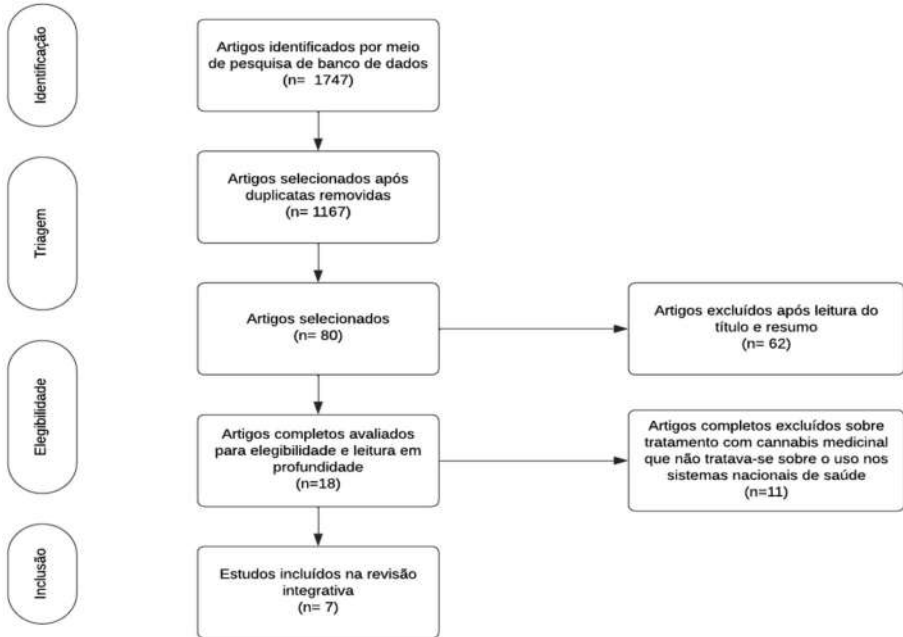 Identificação
Artigos identificados por meio
de pesquisa de banco de dados
(n= 1747)
Triagem
Artigos selecionados após
duplicatas removidas
(n= 1167)
Artigos selecionados
(n= 80)
Artigos excluídos após leitura do
título e resumo
(n= 62)
Elegibilidade
Artigos completos avaliados
para elegibilidade e leitura em
profundidade
(n=18)
Artigos completos excluídos sobre
tratamento com cannabis medicinal
que não tratava-se sobre o uso nos
sistemas nacionais de saúde
(n=11)
Inclusão
Estudos incluídos na revisão
integrativa
(n= 7)